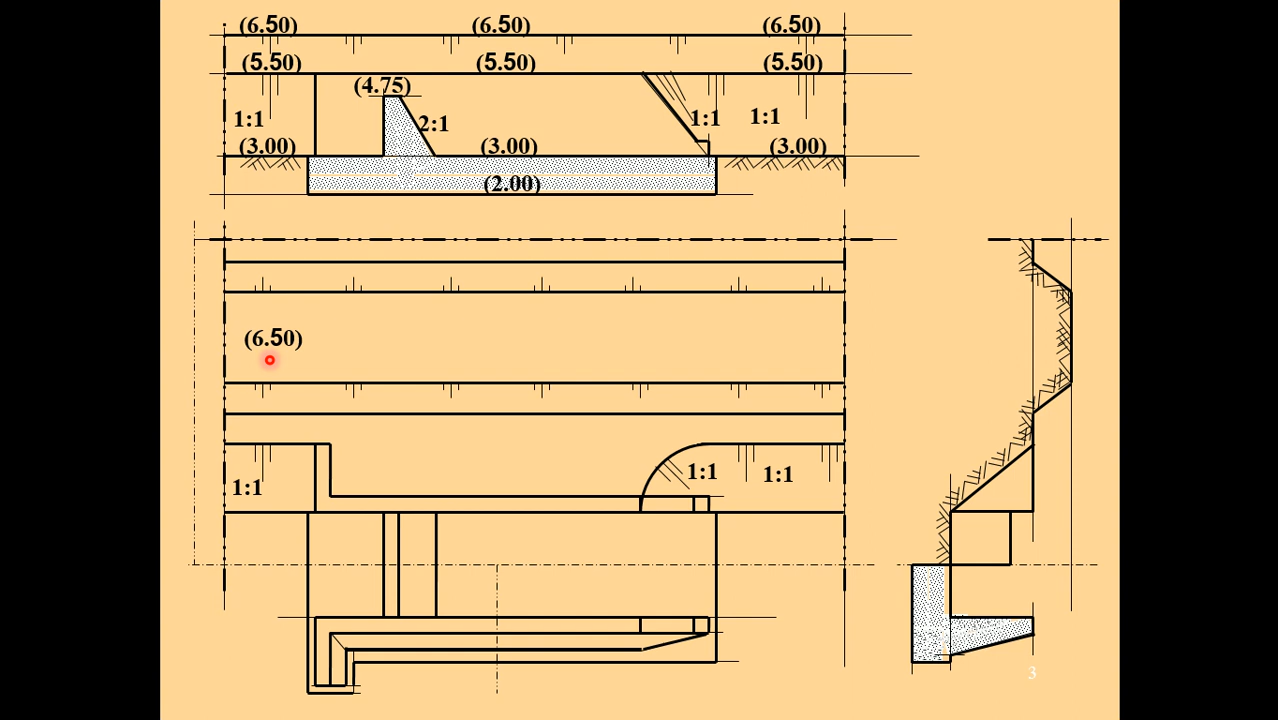 (6.50) (6.50) (6.50)
(5.50) (5.50) (5.50)
(4.75)
1:1 2:1 1:1 1:1
(3.00) (3.00) (3.00)
(2.00)
(6.50)
1:1 1:1 1:1
3